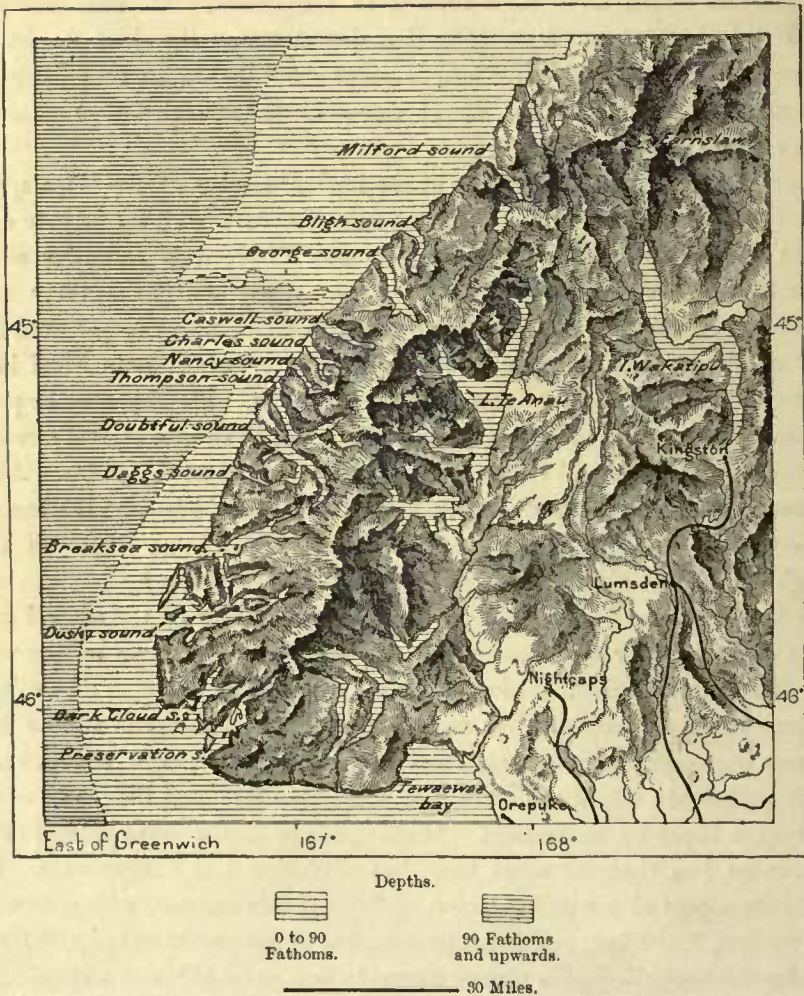 Earnslaw
Milford sound
Bligh sound
George sound
45°
45°
Caswell sound
Charles sound
Nancy sound
Thompson sound
L. Wakatipu
L. Te Anau
Doubtful sound
Kingston
Daggs sound
Breaksea sound
Lumsden
Dusky sound
Nightcaps
46°
46°
Dark Cloud s.
Preservation s.
Tewaewae
bay
Orepuke
East of Greenwich
167°
168°
Depths.
0 to 90
Fathoms.
90 Fathoms
and upwards.
30 Miles.